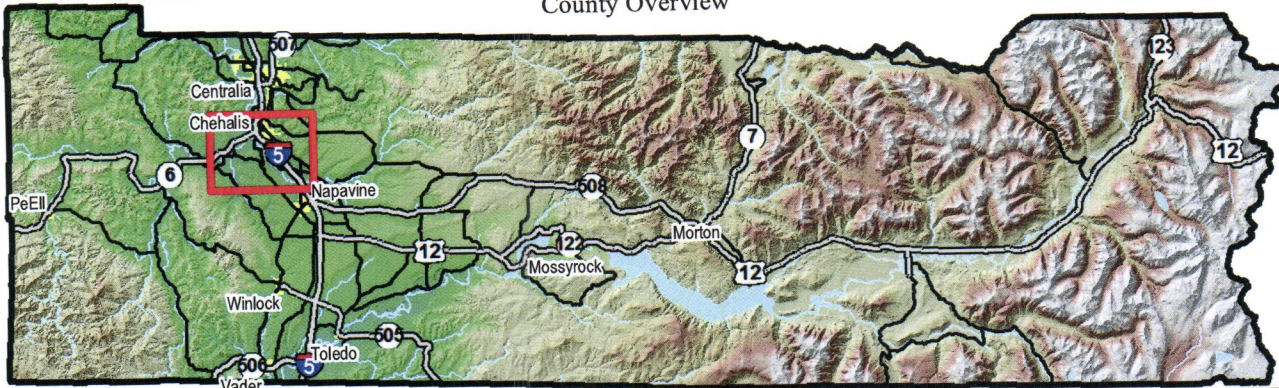 County Overview
507
123
Centralia
Chehalis
5
7
12
6
508
Napavine
PeEll
Morton
12
122
Mossyrock
12
Winlock
505
Toledo
506
5
Vader